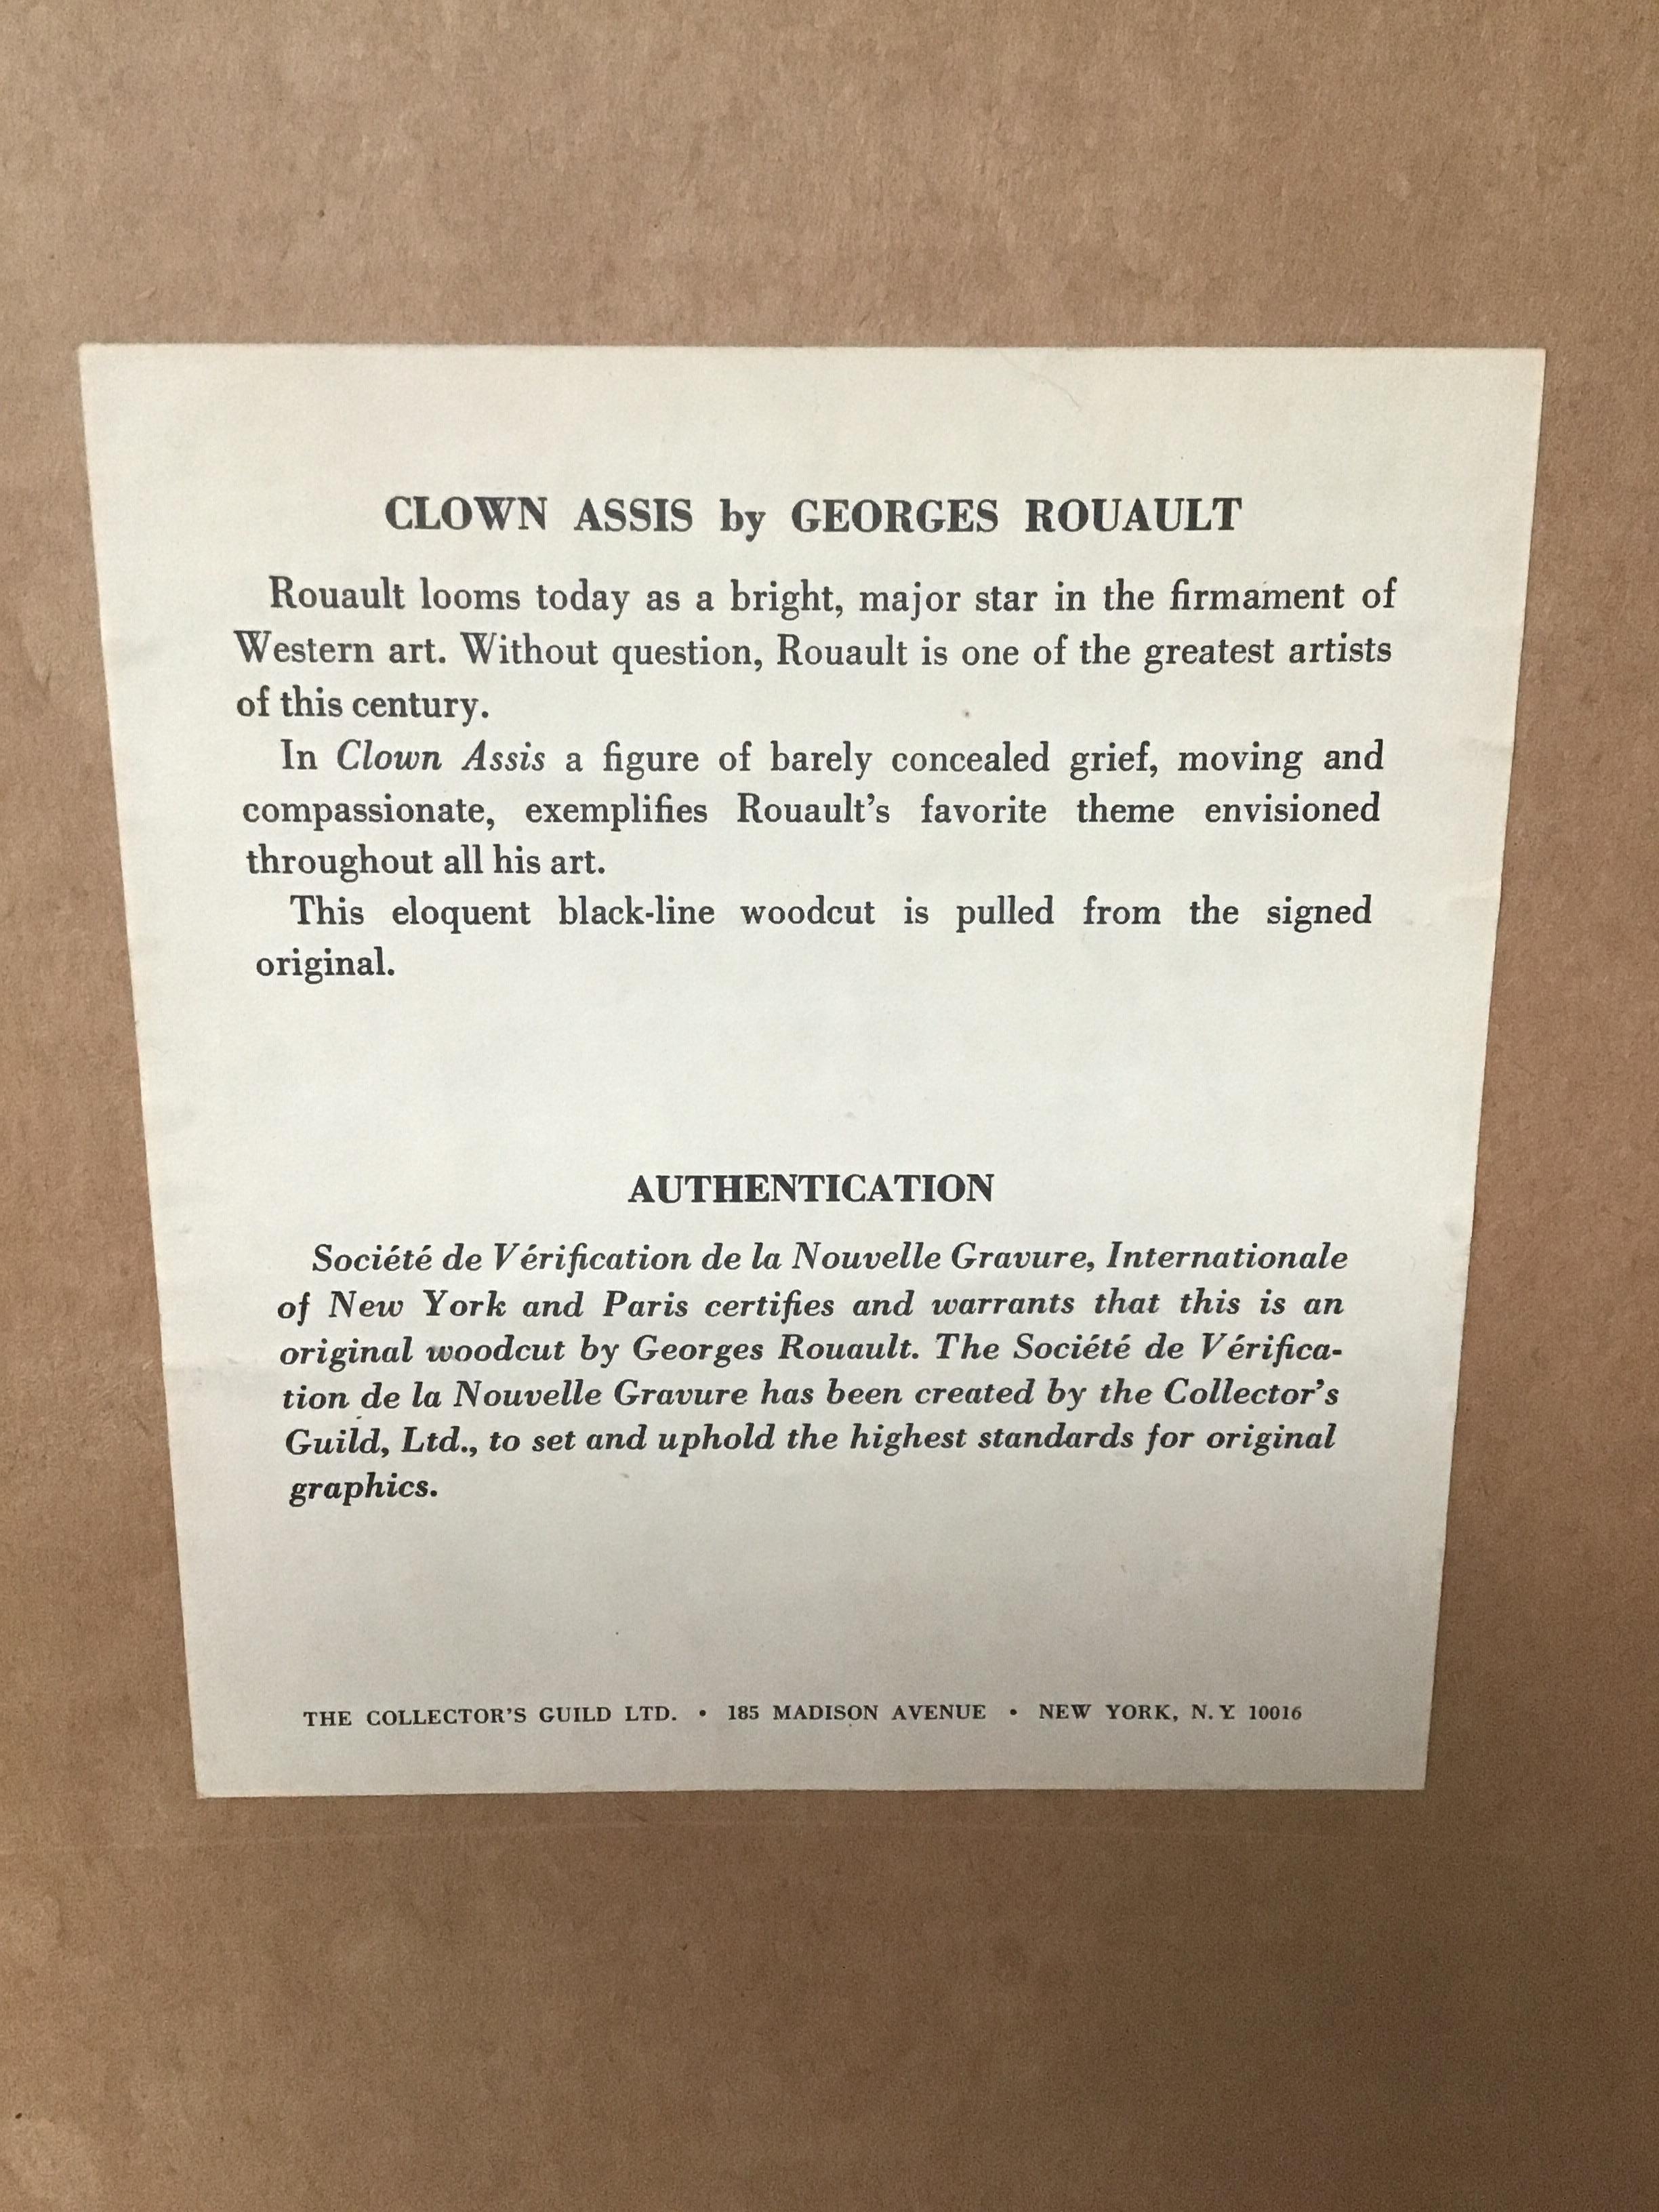 CLOWN ASSIS by GEORGES ROUAULT
Rouault looms today as a bright, major star in the firmament of
Western art. Without question, Rouault is one of the greatest artists
of this century.
In Clown Assis a figure of barely concealed grief, moving and
compassionate, exemplifies Rouault's favorite theme envisioned
throughout all his art.
This eloquent black-line woodcut is pulled from the signed
original.
AUTHENTICATION
Société de Vérification de la Nouvelle Gravure, Internationale
of New York and Paris certifies and warrants that this is an
original woodcut by Georges Rouault. The Société de Vérifica-
tion de la Nouvelle Gravure has been created by the Collector's
Guild, Ltd., to set and uphold the highest standards for original
graphics.
THE COLLECTOR'S GUILD LTD. • 185 MADISON AVENUE • NEW YORK, N.Y. 10016